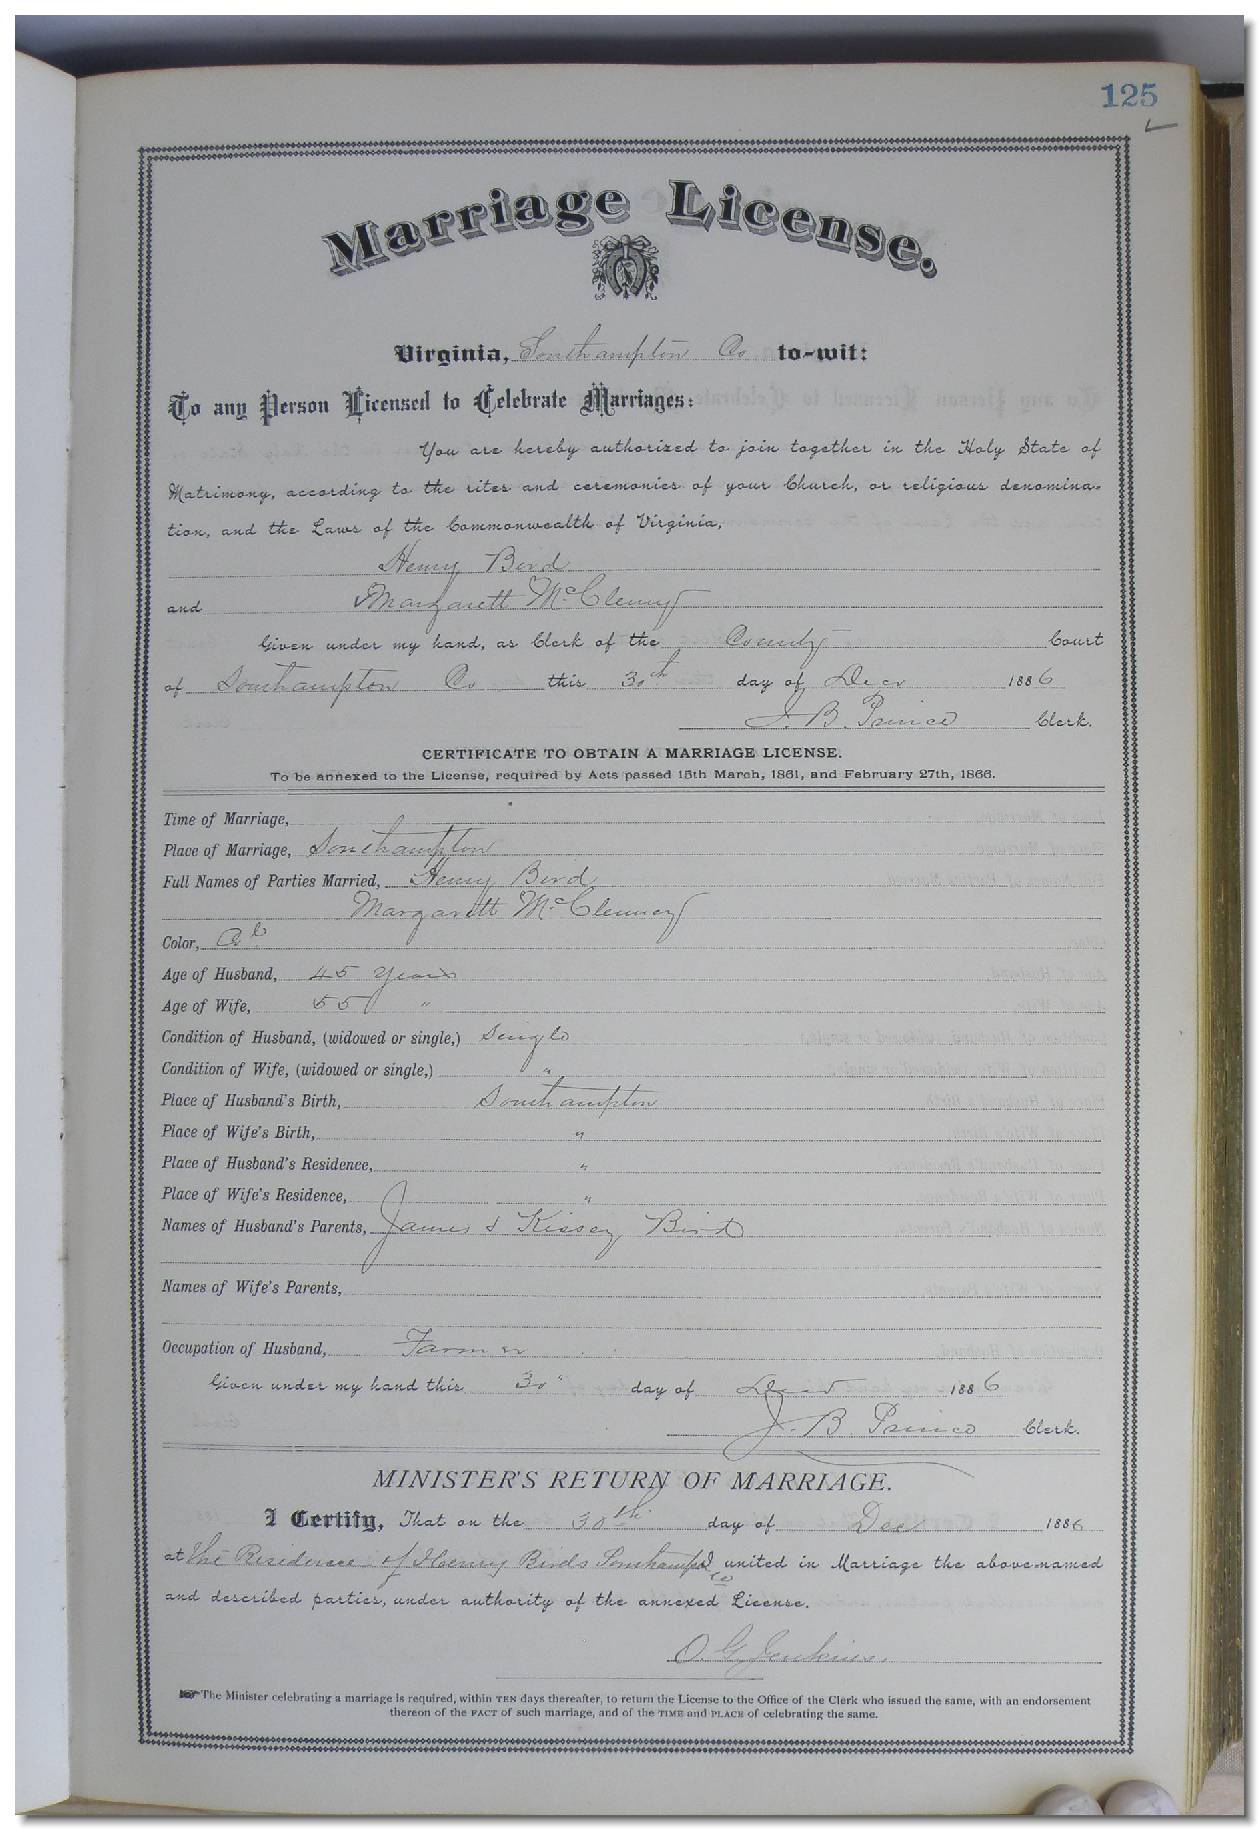 125
Marriage License.
Virginia, Southampton Co to-wit:
To any Person Licensed to Celebrate Marriages:
You are hereby authorized to join together in the Holy State of
Matrimony, according to the rites and ceremonies of your Church, or religious denomina-
tion, and the Laws of the Commonwealth of Virginia,
Henry Bird
and Margarett McClenny
Given under my hand, as Clerk of the County Court
of Southampton Co this 30th day of Decr 1886
J. B. Prince Clerk.
CERTIFICATE TO OBTAIN A MARRIAGE LICENSE.
To be annexed to the License, required by Acts passed 15th March, 1861, and February 27th, 1866.
Time of Marriage,
Place of Marriage, Southampton
Full Names of Parties Married, Henry Bird
Margarett McClenney
Color, Col
Age of Husband, 45 years
Age of Wife, 55 "
Condition of Husband, (widowed or single,) Single
Condition of Wife, (widowed or single,) "
Place of Husband's Birth, Southampton
Place of Wife's Birth, "
Place of Husband's Residence, "
Place of Wife's Residence, "
Names of Husband's Parents, James & Kissey Bird
Names of Wife's Parents,
Occupation of Husband, Farmer
Given under my hand this 30" day of Decr 1886
J. B. Prince Clerk.
MINISTER'S RETURN OF MARRIAGE.
I Certify, That on the 30th day of Dec 1886
at the Residence of Henry Birds Southampt Co I united in Marriage the above-named
and described parties, under authority of the annexed License.
O. G. Jenkins.
The Minister celebrating a marriage is required, within TEN days thereafter, to return the License to the Office of the Clerk who issued the same, with an endorsement
thereon of the FACT of such marriage, and of the TIME and PLACE of celebrating the same.